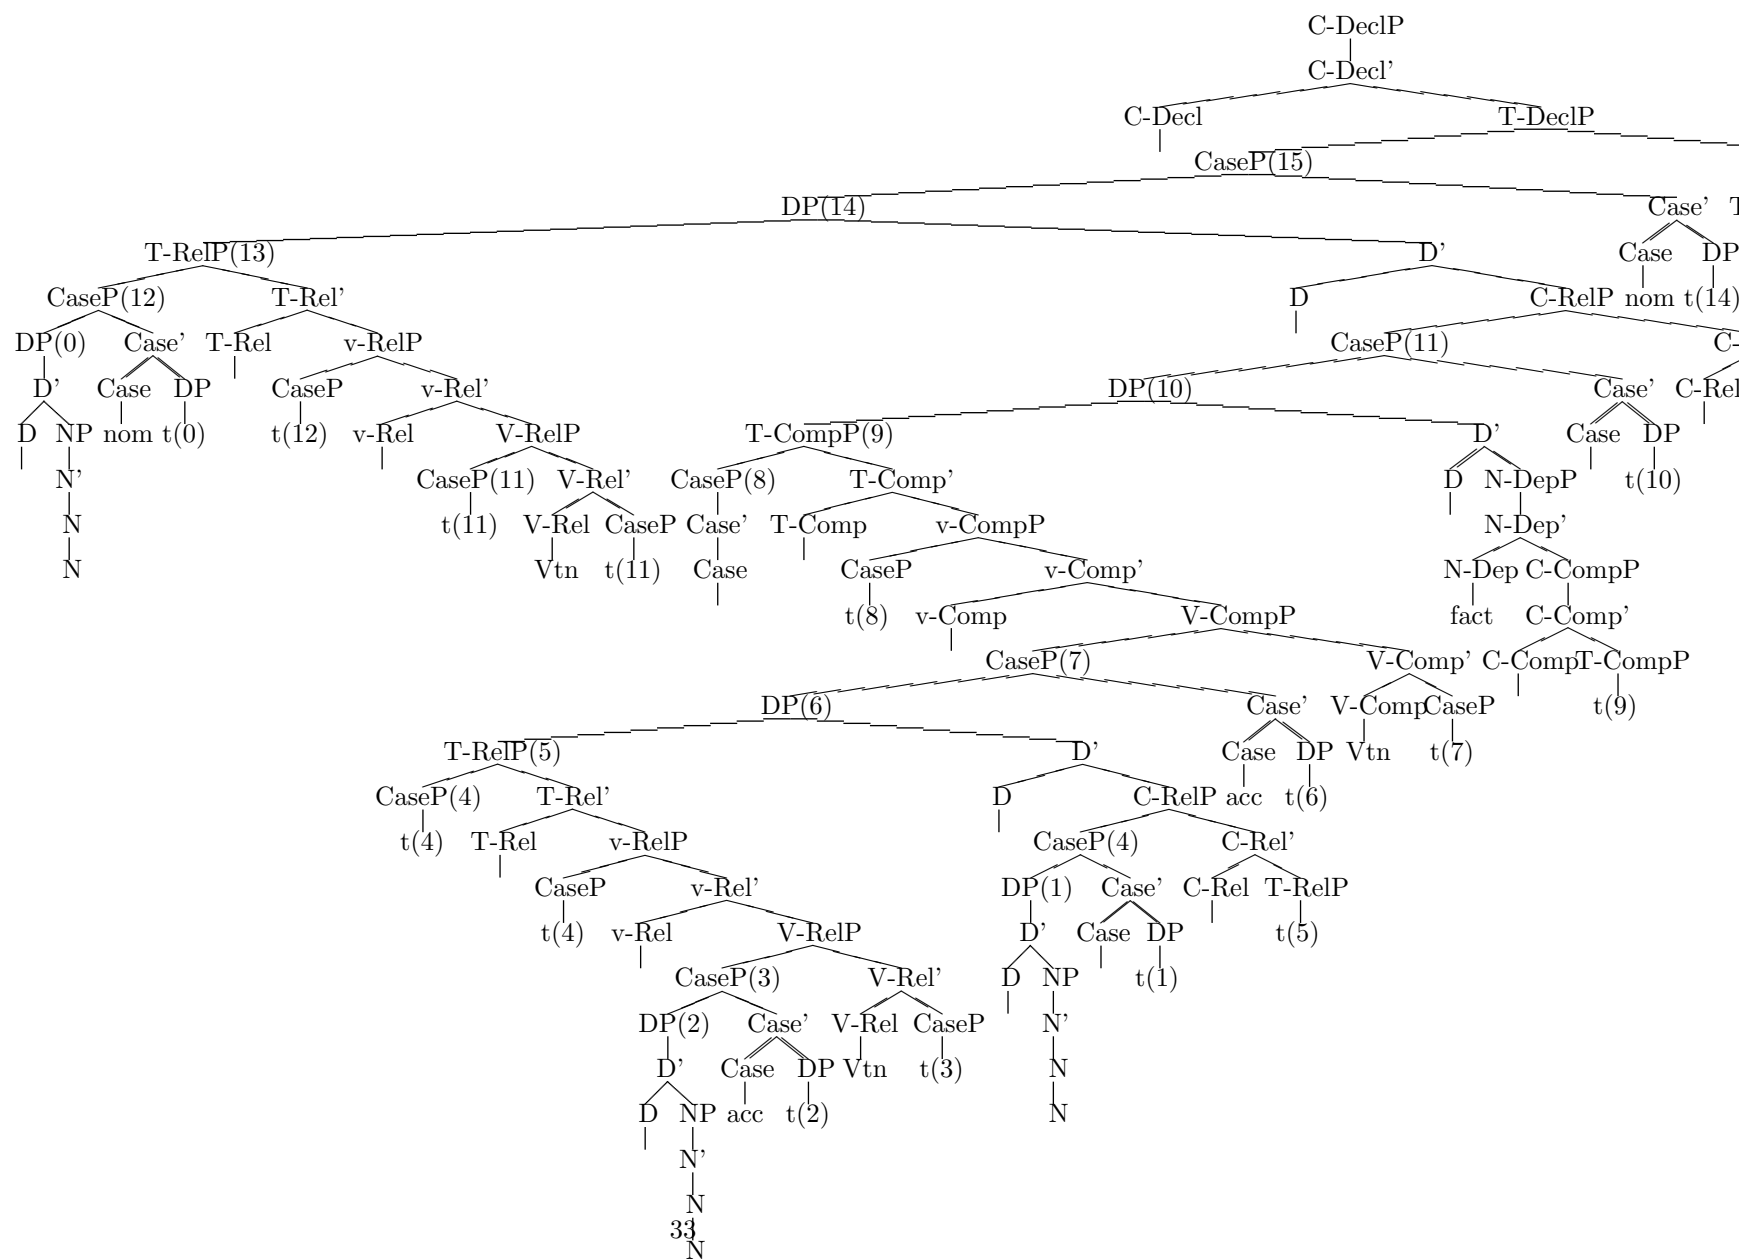 C-DeclP
C-Decl'
C-Decl T-DeclP
CaseP(15)
DP(14) Case' T
T-RelP(13) D' Case DP
CaseP(12) T-Rel' D C-RelP nom t(14)
DP(0) Case' T-Rel v-RelP CaseP(11) C-
D' Case DP CaseP v-Rel' DP(10) Case' C-Rel
D NP nom t(0) t(12) v-Rel V-RelP T-CompP(9) D' Case DP
N' CaseP(11) V-Rel' CaseP(8) T-Comp' D N-DepP t(10)
N t(11) V-Rel CaseP Case' T-Comp v-CompP N-Dep'
N Vtn t(11) Case CaseP v-Comp' N-Dep C-CompP
t(8) v-Comp V-CompP fact C-Comp'
CaseP(7) V-Comp' C-Comp T-CompP
DP(6) Case' V-Comp CaseP t(9)
T-RelP(5) D' Case DP Vtn t(7)
CaseP(4) T-Rel' D C-RelP acc t(6)
t(4) T-Rel v-RelP CaseP(4) C-Rel'
CaseP v-Rel' DP(1) Case' C-Rel T-RelP
t(4) v-Rel V-RelP D' Case DP t(5)
CaseP(3) V-Rel' D NP t(1)
DP(2) Case' V-Rel CaseP N'
D' Case DP Vtn t(3) N
D NP acc t(2) N
N'
N
33
N